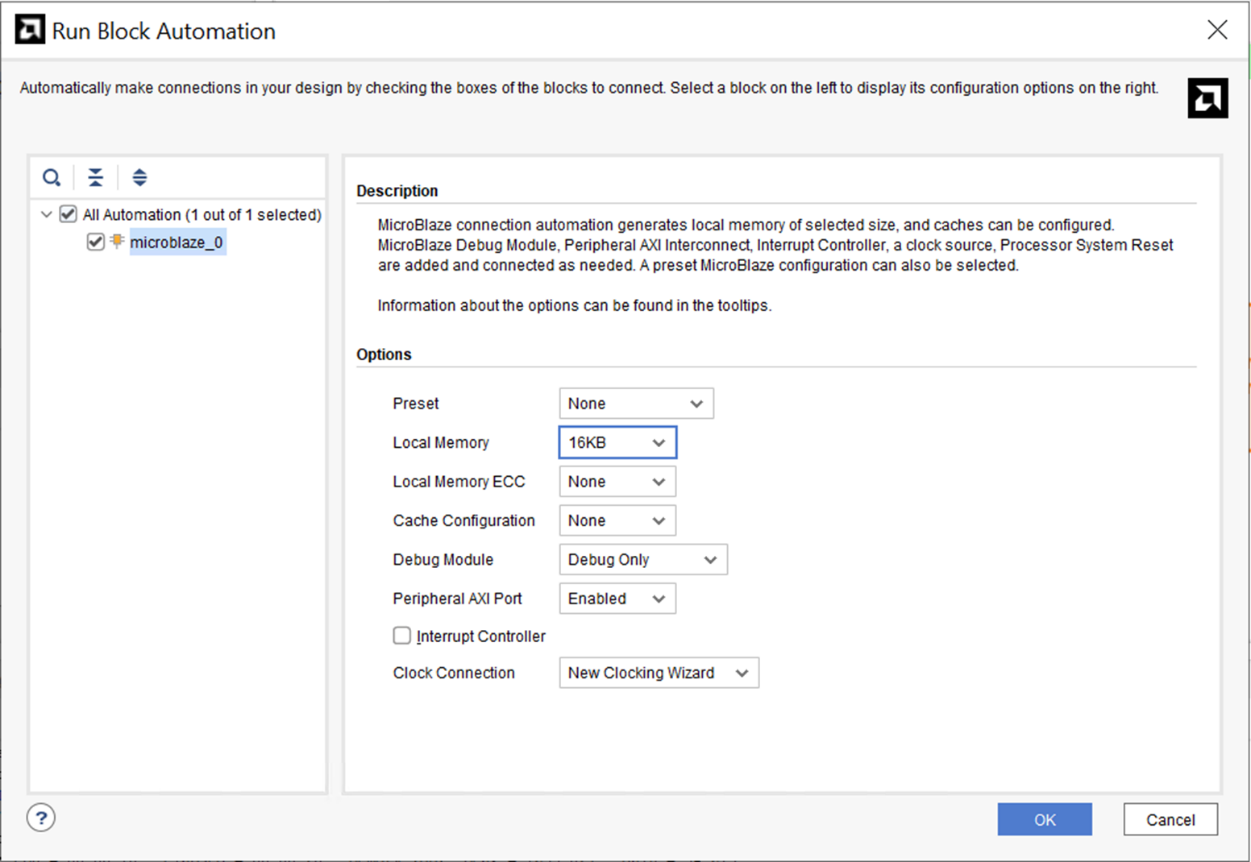 Run Block Automation
Automatically make connections in your design by checking the boxes of the blocks to connect. Select a block on the left to display its configuration options on the right.
All Automation (1 out of 1 selected)
microblaze_0
Description
MicroBlaze connection automation generates local memory of selected size, and caches can be configured.
MicroBlaze Debug Module, Peripheral AXI Interconnect, Interrupt Controller, a clock source, Processor System Reset
are added and connected as needed. A preset MicroBlaze configuration can also be selected.
Information about the options can be found in the tooltips.
Options
Preset None
Local Memory 16KB
Local Memory ECC None
Cache Configuration None
Debug Module Debug Only
Peripheral AXI Port Enabled
Interrupt Controller
Clock Connection New Clocking Wizard
? OK Cancel